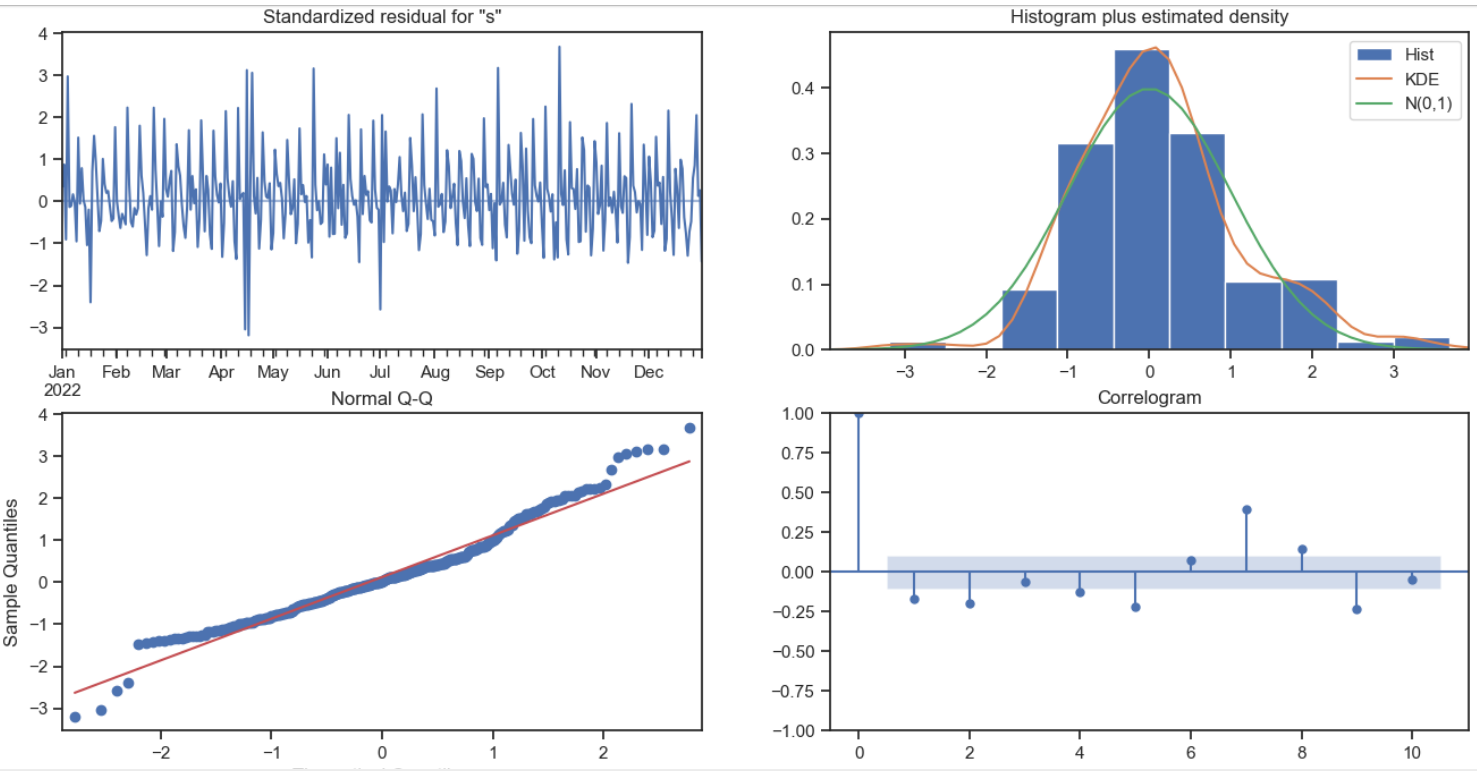 Standardized residual for "s"
4
3
2
1
0
−1
−2
−3
Jan Feb Mar Apr May Jun Jul Aug Sep Oct Nov Dec
2022
Histogram plus estimated density
Hist
KDE
N(0,1)
0.4
0.3
0.2
0.1
0.0
−3 −2 −1 0 1 2 3
Normal Q-Q
Sample Quantiles
4
3
2
1
0
−1
−2
−3
−2 −1 0 1 2
Correlogram
1.00
0.75
0.50
0.25
0.00
−0.25
−0.50
−0.75
−1.00
0 2 4 6 8 10